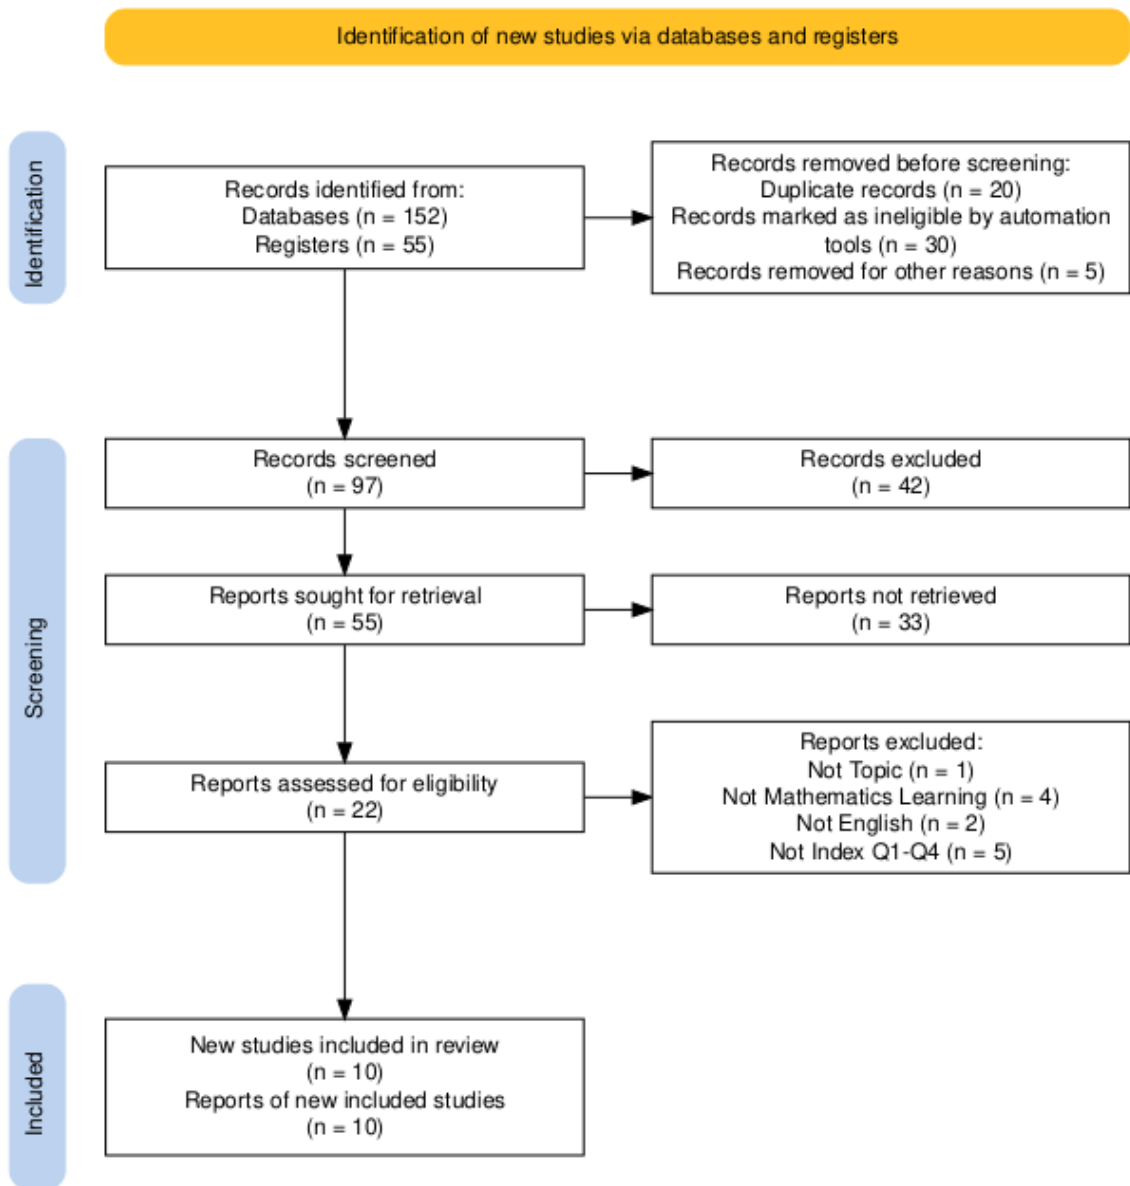 Identification of new studies via databases and registers
Identification
Records identified from:
Databases (n = 152)
Registers (n = 55)
Records removed before screening:
Duplicate records (n = 20)
Records marked as ineligible by automation
tools (n = 30)
Records removed for other reasons (n = 5)
Screening
Records screened
(n = 97)
Records excluded
(n = 42)
Reports sought for retrieval
(n = 55)
Reports not retrieved
(n = 33)
Reports assessed for eligibility
(n = 22)
Reports excluded:
Not Topic (n = 1)
Not Mathematics Learning (n = 4)
Not English (n = 2)
Not Index Q1-Q4 (n = 5)
Included
New studies included in review
(n = 10)
Reports of new included studies
(n = 10)